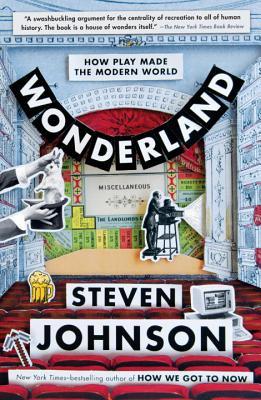 "A swashbuckling argument for the centrality of recreation to all of human
history. The book is a house of wonders itself." —The New York Times Book Review
HOW PLAY MADE
THE MODERN WORLD
WONDERLAND
MISCELLANEOUS
THE LANDLORD'S
STEVEN
JOHNSON
New York Times–bestselling author of HOW WE GOT TO NOW